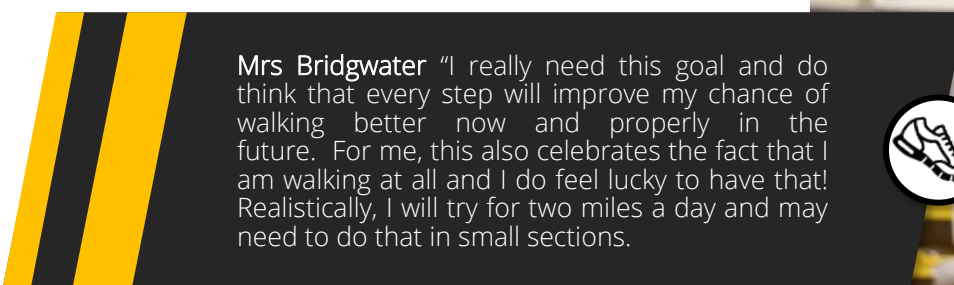 Mrs Bridgwater “I really need this goal and do
think that every step will improve my chance of
walking better now and properly in the
future. For me, this also celebrates the fact that I
am walking at all and I do feel lucky to have that!
Realistically, I will try for two miles a day and may
need to do that in small sections.